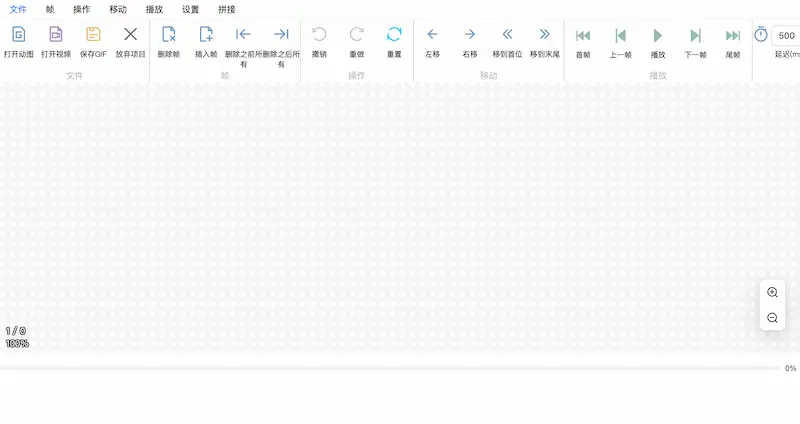 文件 帧 操作 移动 播放 设置 拼接
500
打开动图 打开视频 保存GIF 放弃项目 删除帧 插入帧 删除之前所有 删除之后所有 撤销 重做 重置 左移 右移 移到首位 移到末尾 首帧 上一帧 播放 下一帧 尾帧 延迟(ms
文件 帧 操作 移动 播放
1 / 0
100%
0%